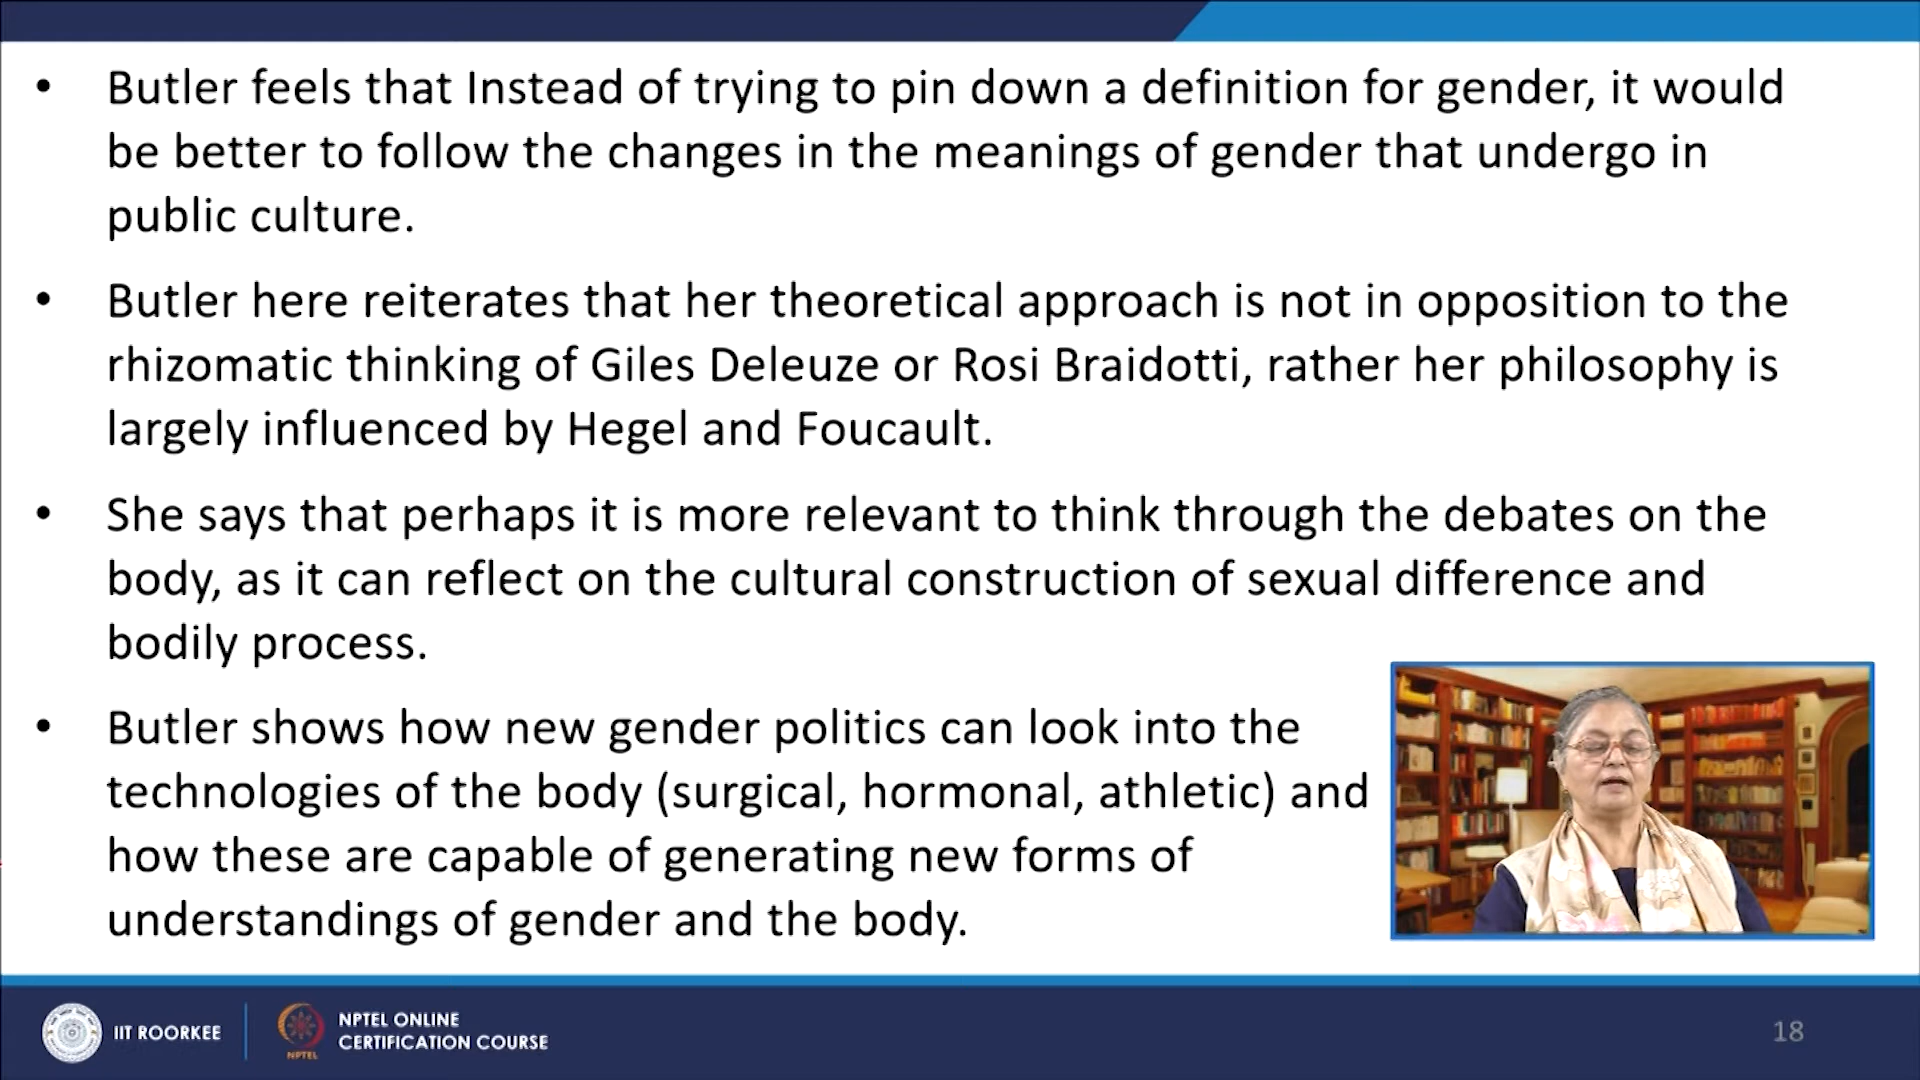 • Butler feels that Instead of trying to pin down a definition for gender, it would
be better to follow the changes in the meanings of gender that undergo in
public culture.
• Butler here reiterates that her theoretical approach is not in opposition to the
rhizomatic thinking of Giles Deleuze or Rosi Braidotti, rather her philosophy is
largely influenced by Hegel and Foucault.
• She says that perhaps it is more relevant to think through the debates on the
body, as it can reflect on the cultural construction of sexual difference and
bodily process.
• Butler shows how new gender politics can look into the
technologies of the body (surgical, hormonal, athletic) and
how these are capable of generating new forms of
understandings of gender and the body.
IIT ROORKEE
NPTEL
NPTEL ONLINE
CERTIFICATION COURSE
18